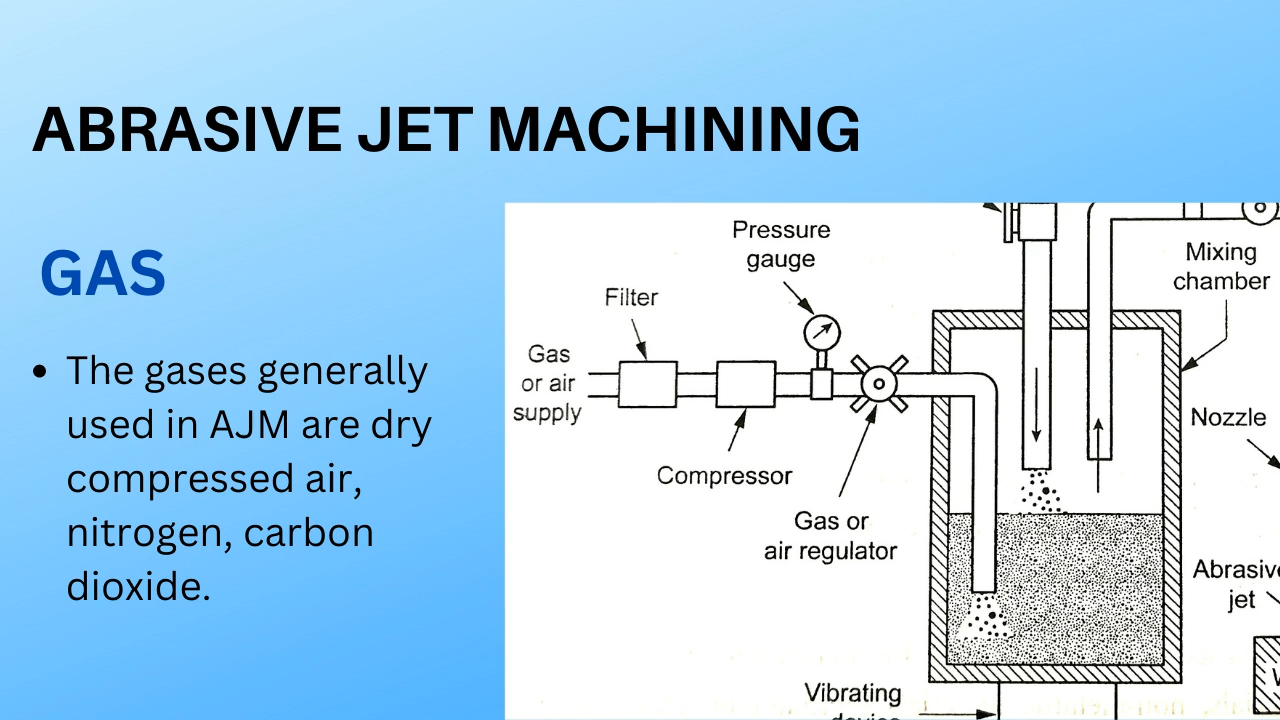 ABRASIVE JET MACHINING
GAS
• The gases generally
used in AJM are dry
compressed air,
nitrogen, carbon
dioxide.
Pressure
gauge
Filter
Gas
or air
supply
Compressor
Gas or
air regulator
Mixing
chamber
Nozzle
Abrasive
jet
Vibrating
device